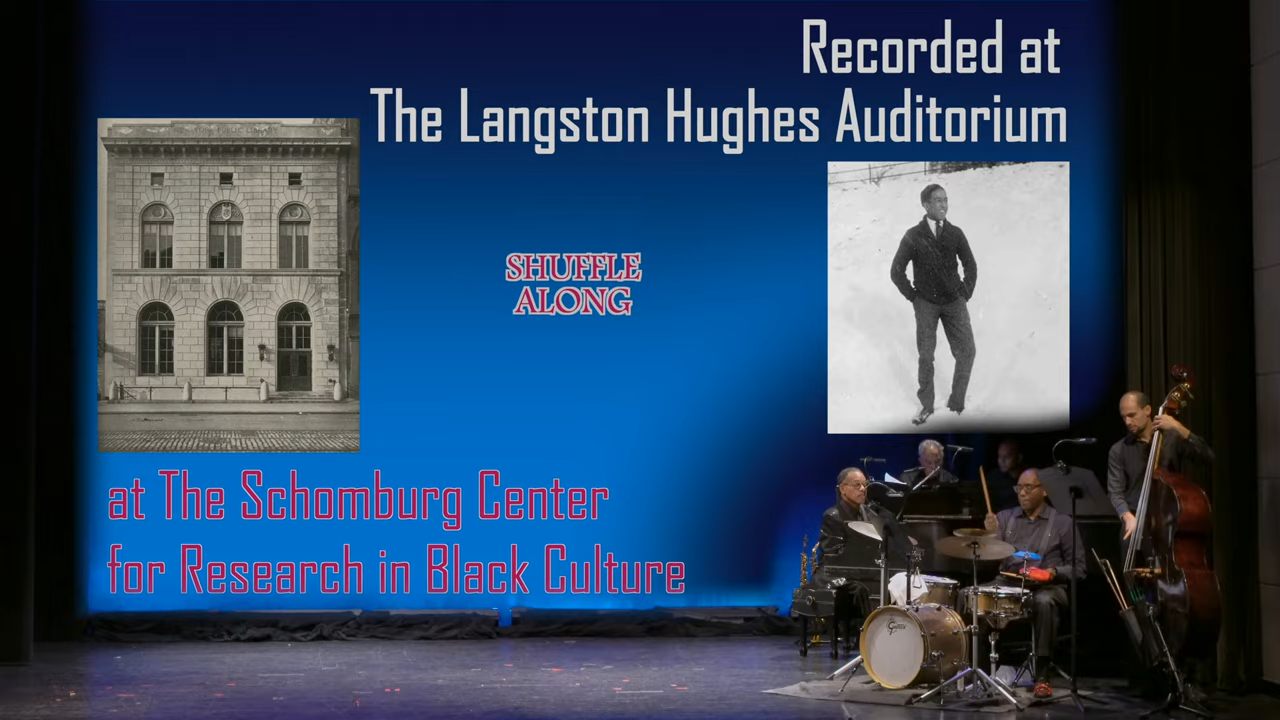 Recorded at
The Langston Hughes Auditorium
SHUFFLE
ALONG
at The Schomburg Center
for Research in Black Culture